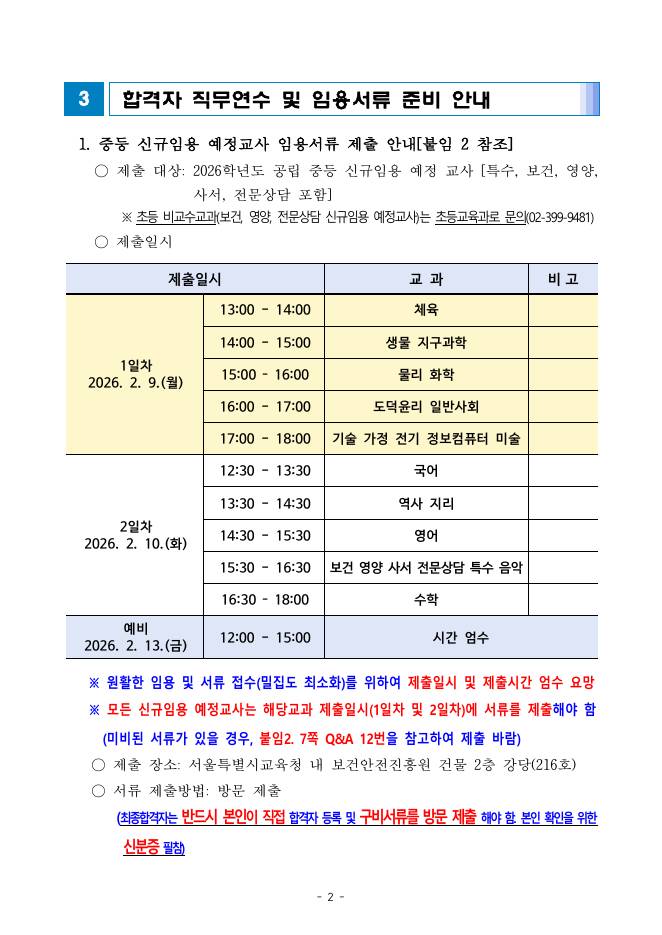 3 합격자 직무연수 및 임용서류 준비 안내
1. 중등 신규임용 예정교사 임용서류 제출 안내[붙임 2 참조]
○ 제출 대상: 2026학년도 공립 중등 신규임용 예정 교사 [특수, 보건, 영양,
사서, 전문상담 포함]
※ 초등 비교수교과(보건, 영양, 전문상담 신규임용 예정교사)는 초등교육과로 문의(02-399-9481)
○ 제출일시
제출일시 교 과 비 고
1일차
2026. 2. 9.(월)
13:00 - 14:00 체육
14:00 - 15:00 생물 지구과학
15:00 - 16:00 물리 화학
16:00 - 17:00 도덕윤리 일반사회
17:00 - 18:00 기술 가정 전기 정보컴퓨터 미술
2일차
2026. 2. 10.(화)
12:30 - 13:30 국어
13:30 - 14:30 역사 지리
14:30 - 15:30 영어
15:30 - 16:30 보건 영양 사서 전문상담 특수 음악
16:30 - 18:00 수학
예비
2026. 2. 13.(금)
12:00 - 15:00 시간 엄수
※ 원활한 임용 및 서류 접수(밀집도 최소화)를 위하여 제출일시 및 제출시간 엄수 요망
※ 모든 신규임용 예정교사는 해당교과 제출일시(1일차 및 2일차)에 서류를 제출해야 함
(미비된 서류가 있을 경우, 붙임2. 7쪽 Q&A 12번을 참고하여 제출 바람)
○ 제출 장소: 서울특별시교육청 내 보건안전진흥원 건물 2층 강당(216호)
○ 서류 제출방법: 방문 제출
(최종합격자는 반드시 본인이 직접 합격자 등록 및 구비서류를 방문 제출 해야 함. 본인 확인을 위한
신분증 필참)
- 2 -